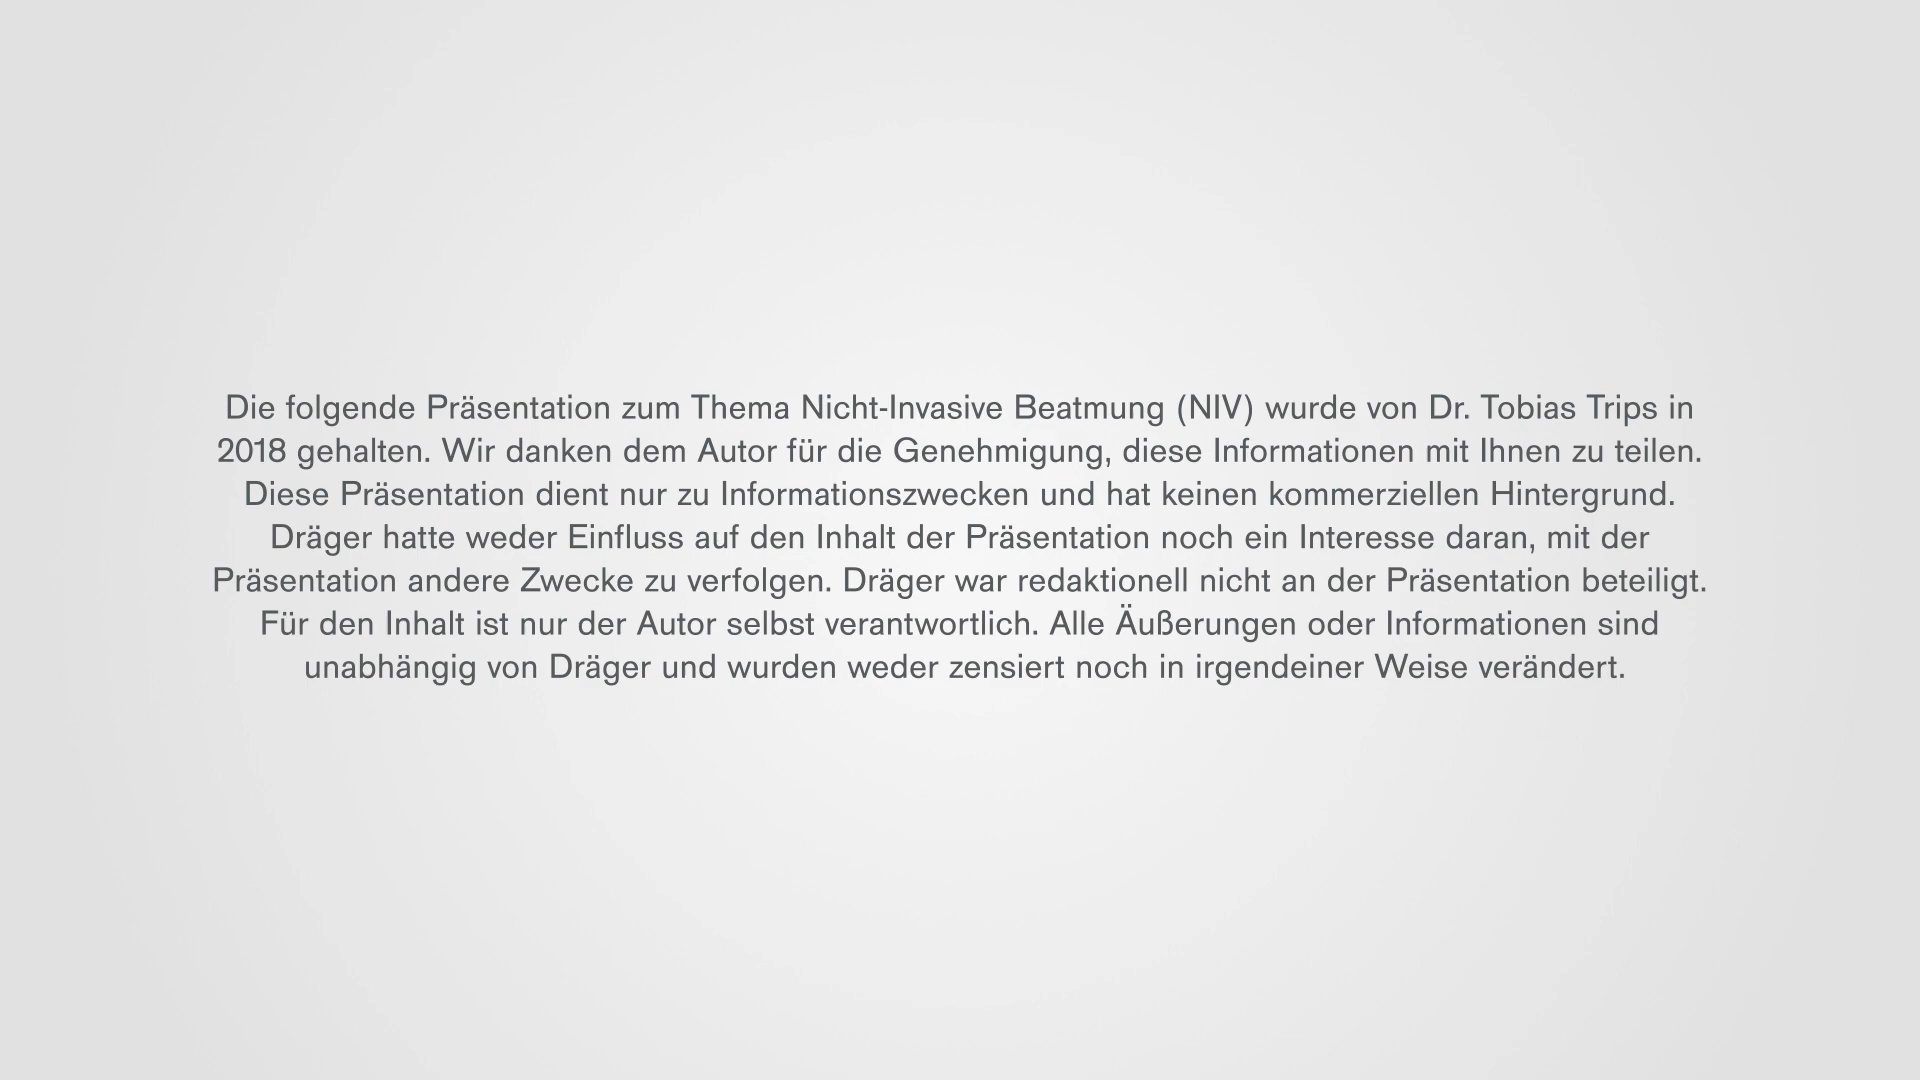 Die folgende Präsentation zum Thema Nicht-Invasive Beatmung (NIV) wurde von Dr. Tobias Trips in
2018 gehalten. Wir danken dem Autor für die Genehmigung, diese Informationen mit Ihnen zu teilen.
Diese Präsentation dient nur zu Informationszwecken und hat keinen kommerziellen Hintergrund.
Dräger hatte weder Einfluss auf den Inhalt der Präsentation noch ein Interesse daran, mit der
Präsentation andere Zwecke zu verfolgen. Dräger war redaktionell nicht an der Präsentation beteiligt.
Für den Inhalt ist nur der Autor selbst verantwortlich. Alle Äußerungen oder Informationen sind
unabhängig von Dräger und wurden weder zensiert noch in irgendeiner Weise verändert.